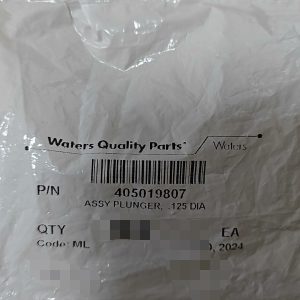 Waters Quality Parts® Waters
P/N 405019807
ASSY PLUNGER, .125 DIA
QTY EA
Code: ML 2024